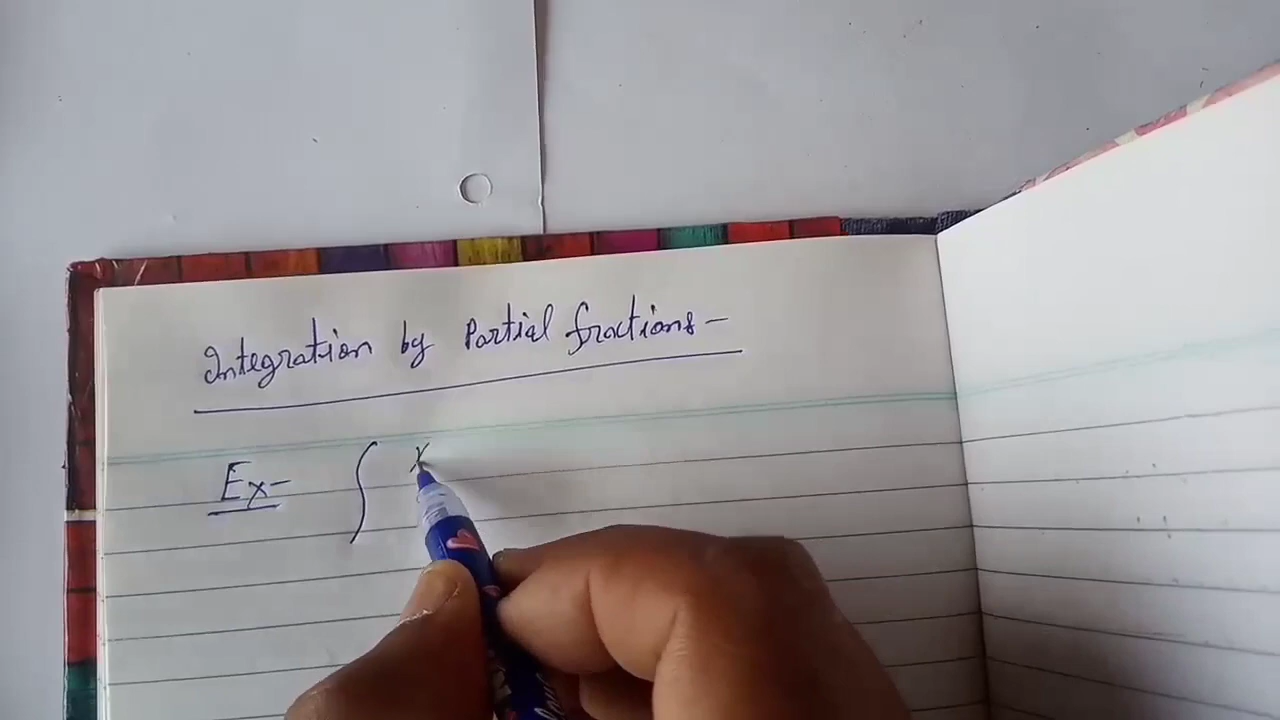 Integration by Partial fractions-
Ex- ∫ x